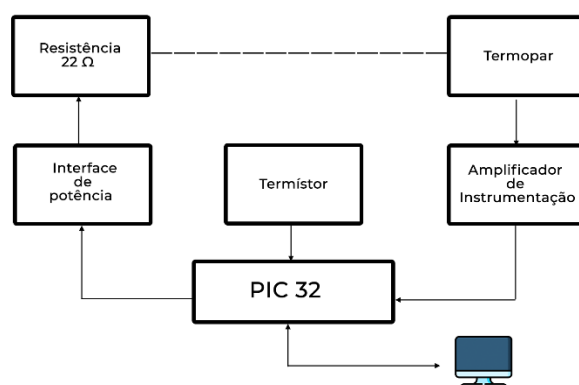 Resistência
22 Ω
Termopar
Interface
de
potência
Termístor
Amplificador
de
Instrumentação
PIC 32